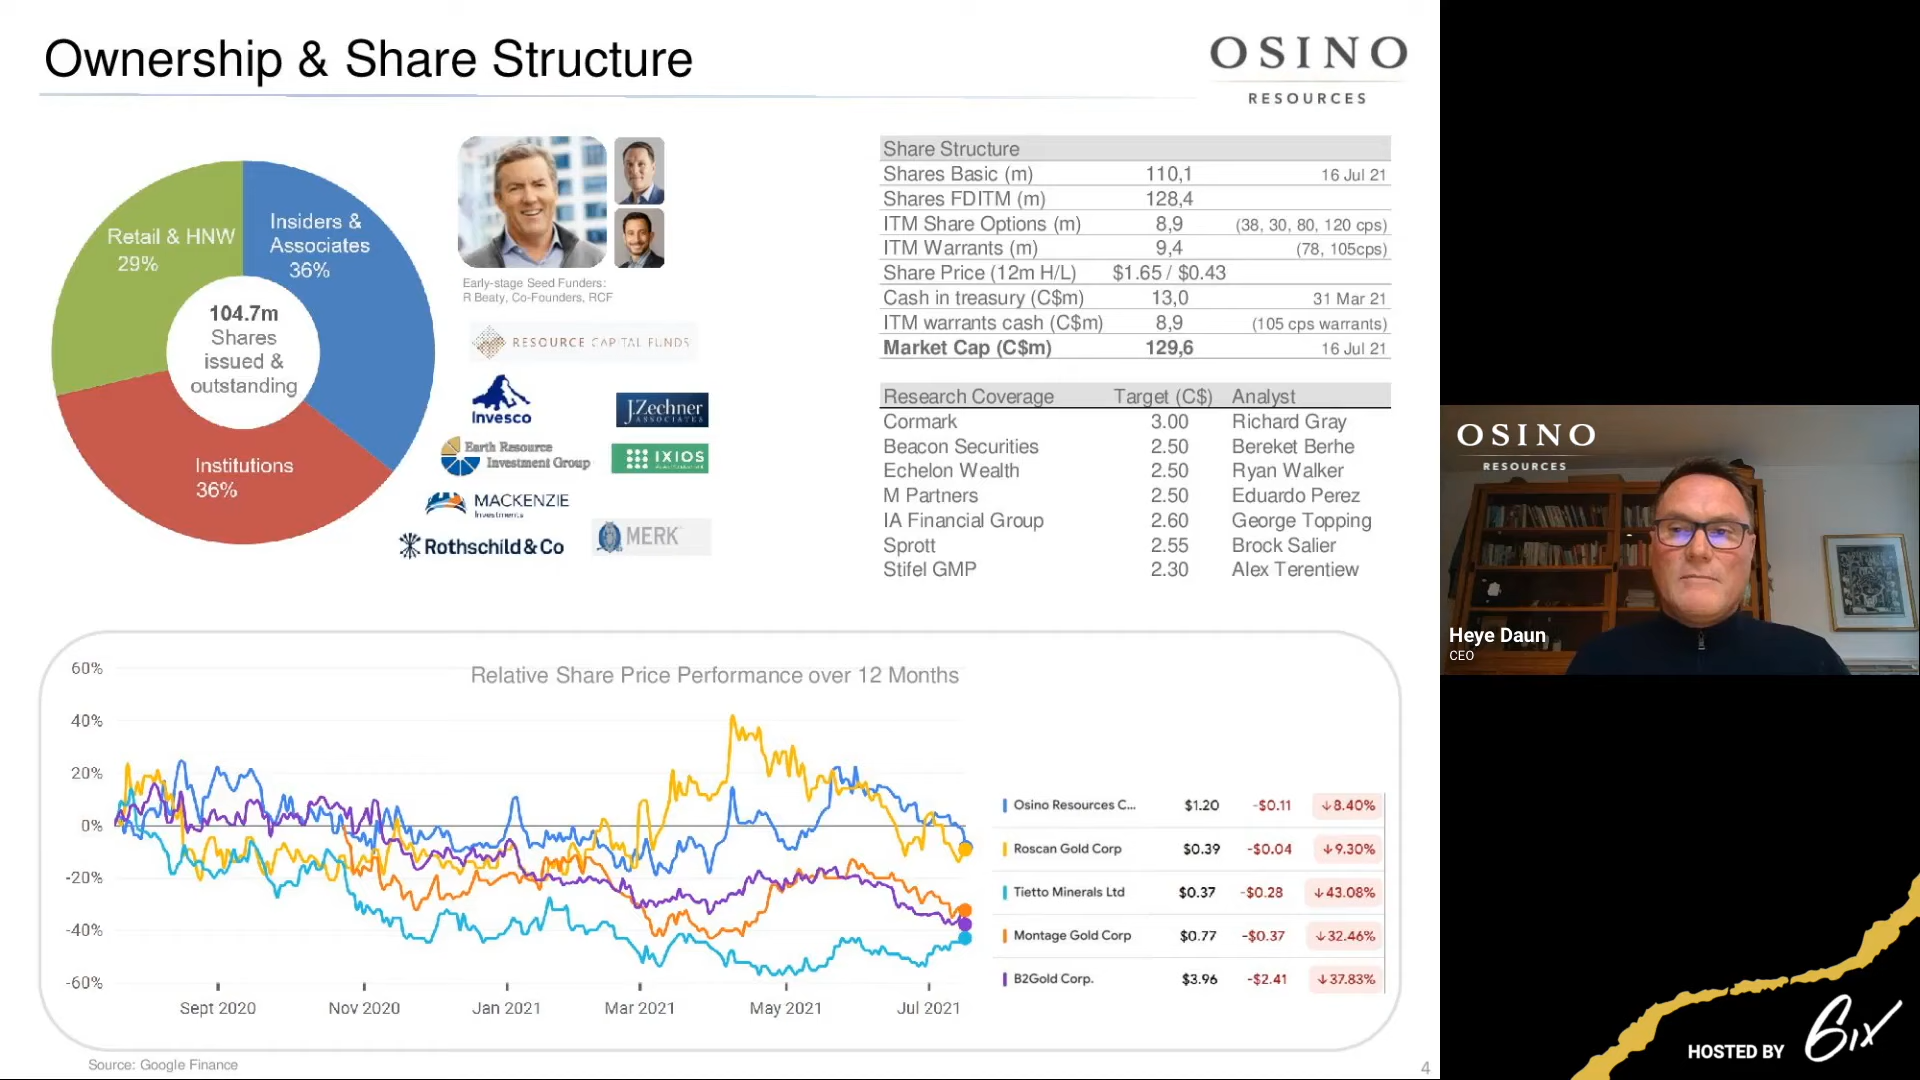 Ownership & Share Structure
OSINO
RESOURCES
Retail & HNW
29%
Insiders &
Associates
36%
104.7m
Shares
issued &
outstanding
Institutions
36%
Early-stage Seed Funders:
R Beaty, Co-Founders, RCF
RESOURCE CAPITAL FUNDS
Invesco
J.Zechner
ASSOCIATES
Earth Resource
Investment Group
IXIOS
MACKENZIE
Investments
Rothschild & Co
MERK
Share Structure
Shares Basic (m) 110,1 16 Jul 21
Shares FDITM (m) 128,4
ITM Share Options (m) 8,9 (38, 30, 80, 120 cps)
ITM Warrants (m) 9,4 (78, 105cps)
Share Price (12m H/L) $1.65 / $0.43
Cash in treasury (C$m) 13,0 31 Mar 21
ITM warrants cash (C$m) 8,9 (105 cps warrants)
Market Cap (C$m) 129,6 16 Jul 21
Research Coverage Target (C$) Analyst
Cormark 3.00 Richard Gray
Beacon Securities 2.50 Bereket Berhe
Echelon Wealth 2.50 Ryan Walker
M Partners 2.50 Eduardo Perez
IA Financial Group 2.60 George Topping
Sprott 2.55 Brock Salier
Stifel GMP 2.30 Alex Terentiew
Relative Share Price Performance over 12 Months
60%
40%
20%
0%
-20%
-40%
-60%
Sept 2020 Nov 2020 Jan 2021 Mar 2021 May 2021 Jul 2021
Osino Resources C... $1.20 -$0.11 ↓8.40%
Roscan Gold Corp $0.39 -$0.04 ↓9.30%
Tietto Minerals Ltd $0.37 -$0.28 ↓43.08%
Montage Gold Corp $0.77 -$0.37 ↓32.46%
B2Gold Corp. $3.96 -$2.41 ↓37.83%
Source: Google Finance
4
OSINO
RESOURCES
Heye Daun
CEO
HOSTED BY 6ix